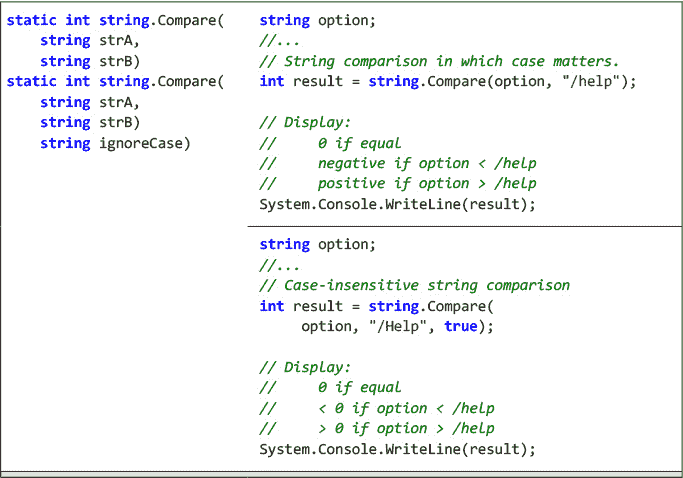 static int string.Compare(
    string strA,
    string strB)
static int string.Compare(
    string strA,
    string strB)
    string ignoreCase)
string option;
//...
// String comparison in which case matters.
int result = string.Compare(option, "/help");

// Display:
//     0 if equal
//     negative if option < /help
//     positive if option > /help
System.Console.WriteLine(result);
string option;
//...
// Case-insensitive string comparison
int result = string.Compare(
     option, "/Help", true);

// Display:
//     0 if equal
//     < 0 if option < /help
//     > 0 if option > /help
System.Console.WriteLine(result);